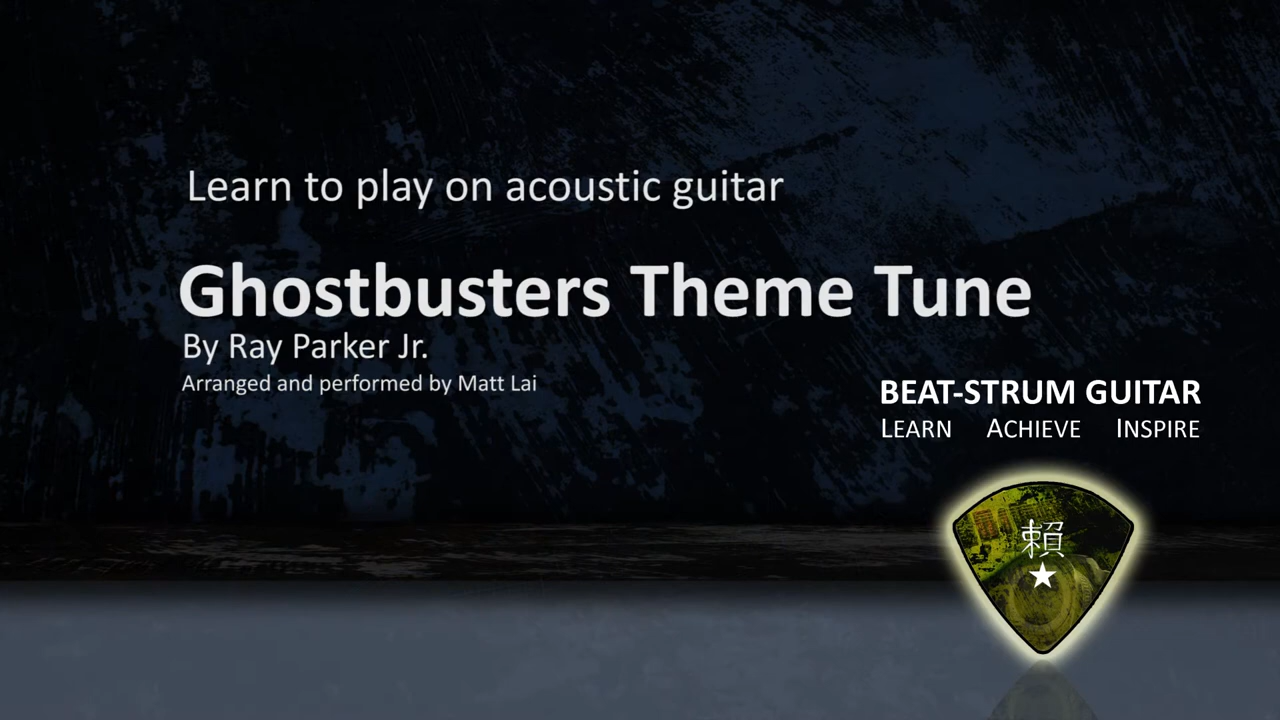 Learn to play on acoustic guitar
Ghostbusters Theme Tune
By Ray Parker Jr.
Arranged and performed by Matt Lai
BEAT-STRUM GUITAR
LEARN ACHIEVE INSPIRE
賴